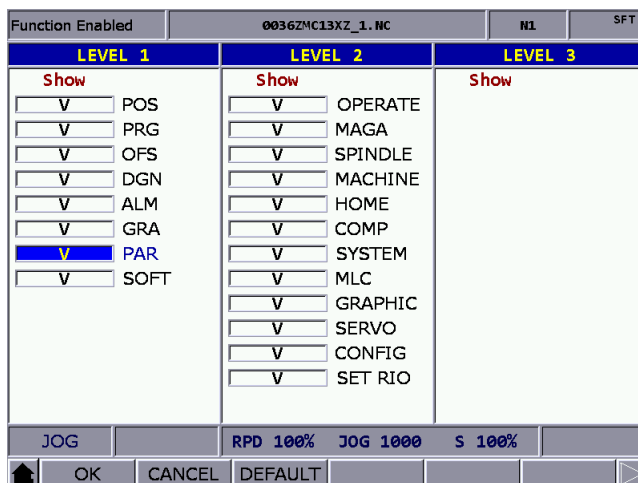 Function Enabled 0036ZMC13XZ_1.NC N1 SFT
LEVEL 1 LEVEL 2 LEVEL 3
Show Show Show
V POS V OPERATE
V PRG V MAGA
V OFS V SPINDLE
V DGN V MACHINE
V ALM V HOME
V GRA V COMP
V PAR V SYSTEM
V SOFT V MLC
V GRAPHIC
V SERVO
V CONFIG
V SET RIO
JOG RPD 100% JOG 1000 S 100%
OK CANCEL DEFAULT